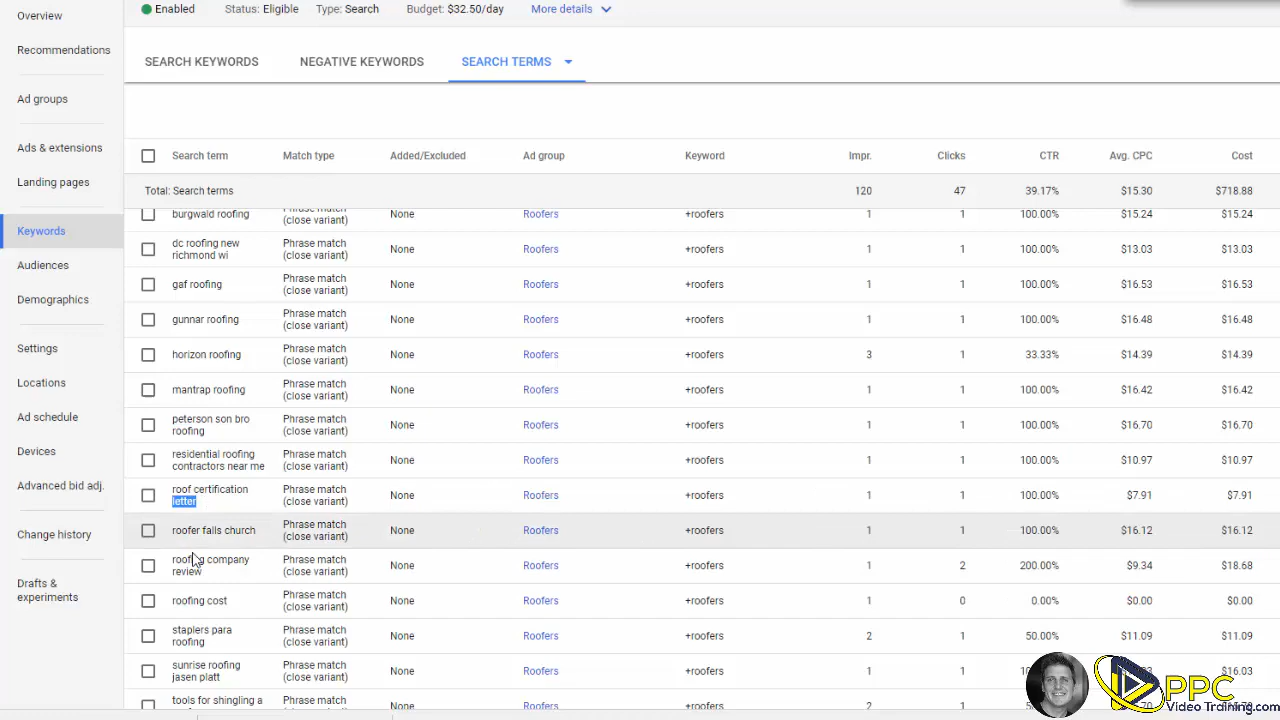 Overview
Recommendations
Ad groups
Ads & extensions
Landing pages
Keywords
Audiences
Demographics
Settings
Locations
Ad schedule
Devices
Advanced bid adj.
Change history
Drafts &
experiments
Enabled Status: Eligible Type: Search Budget: $32.50/day More details
SEARCH KEYWORDS NEGATIVE KEYWORDS SEARCH TERMS
Search term Match type Added/Excluded Ad group Keyword Impr. Clicks CTR Avg. CPC Cost
Total: Search terms 120 47 39.17% $15.30 $718.88
burgwald roofing Phrase match (close variant) None Roofers +roofers 1 1 100.00% $15.24 $15.24
dc roofing new richmond wi Phrase match (close variant) None Roofers +roofers 1 1 100.00% $13.03 $13.03
gaf roofing Phrase match (close variant) None Roofers +roofers 1 1 100.00% $16.53 $16.53
gunnar roofing Phrase match (close variant) None Roofers +roofers 1 1 100.00% $16.48 $16.48
horizon roofing Phrase match (close variant) None Roofers +roofers 3 1 33.33% $14.39 $14.39
mantrap roofing Phrase match (close variant) None Roofers +roofers 1 1 100.00% $16.42 $16.42
peterson son bro roofing Phrase match (close variant) None Roofers +roofers 1 1 100.00% $16.70 $16.70
residential roofing contractors near me Phrase match (close variant) None Roofers +roofers 1 1 100.00% $10.97 $10.97
roof certification letter Phrase match (close variant) None Roofers +roofers 1 1 100.00% $7.91 $7.91
roofer falls church Phrase match (close variant) None Roofers +roofers 1 1 100.00% $16.12 $16.12
roofing company review Phrase match (close variant) None Roofers +roofers 1 2 200.00% $9.34 $18.68
roofing cost Phrase match (close variant) None Roofers +roofers 1 0 0.00% $0.00 $0.00
staplers para roofing Phrase match (close variant) None Roofers +roofers 2 1 50.00% $11.09 $11.09
sunrise roofing jasen platt Phrase match (close variant) None Roofers +roofers 1 1 $16.03
tools for shingling a Phrase match None Roofers +roofers 2 1
PPC
Video Training.com